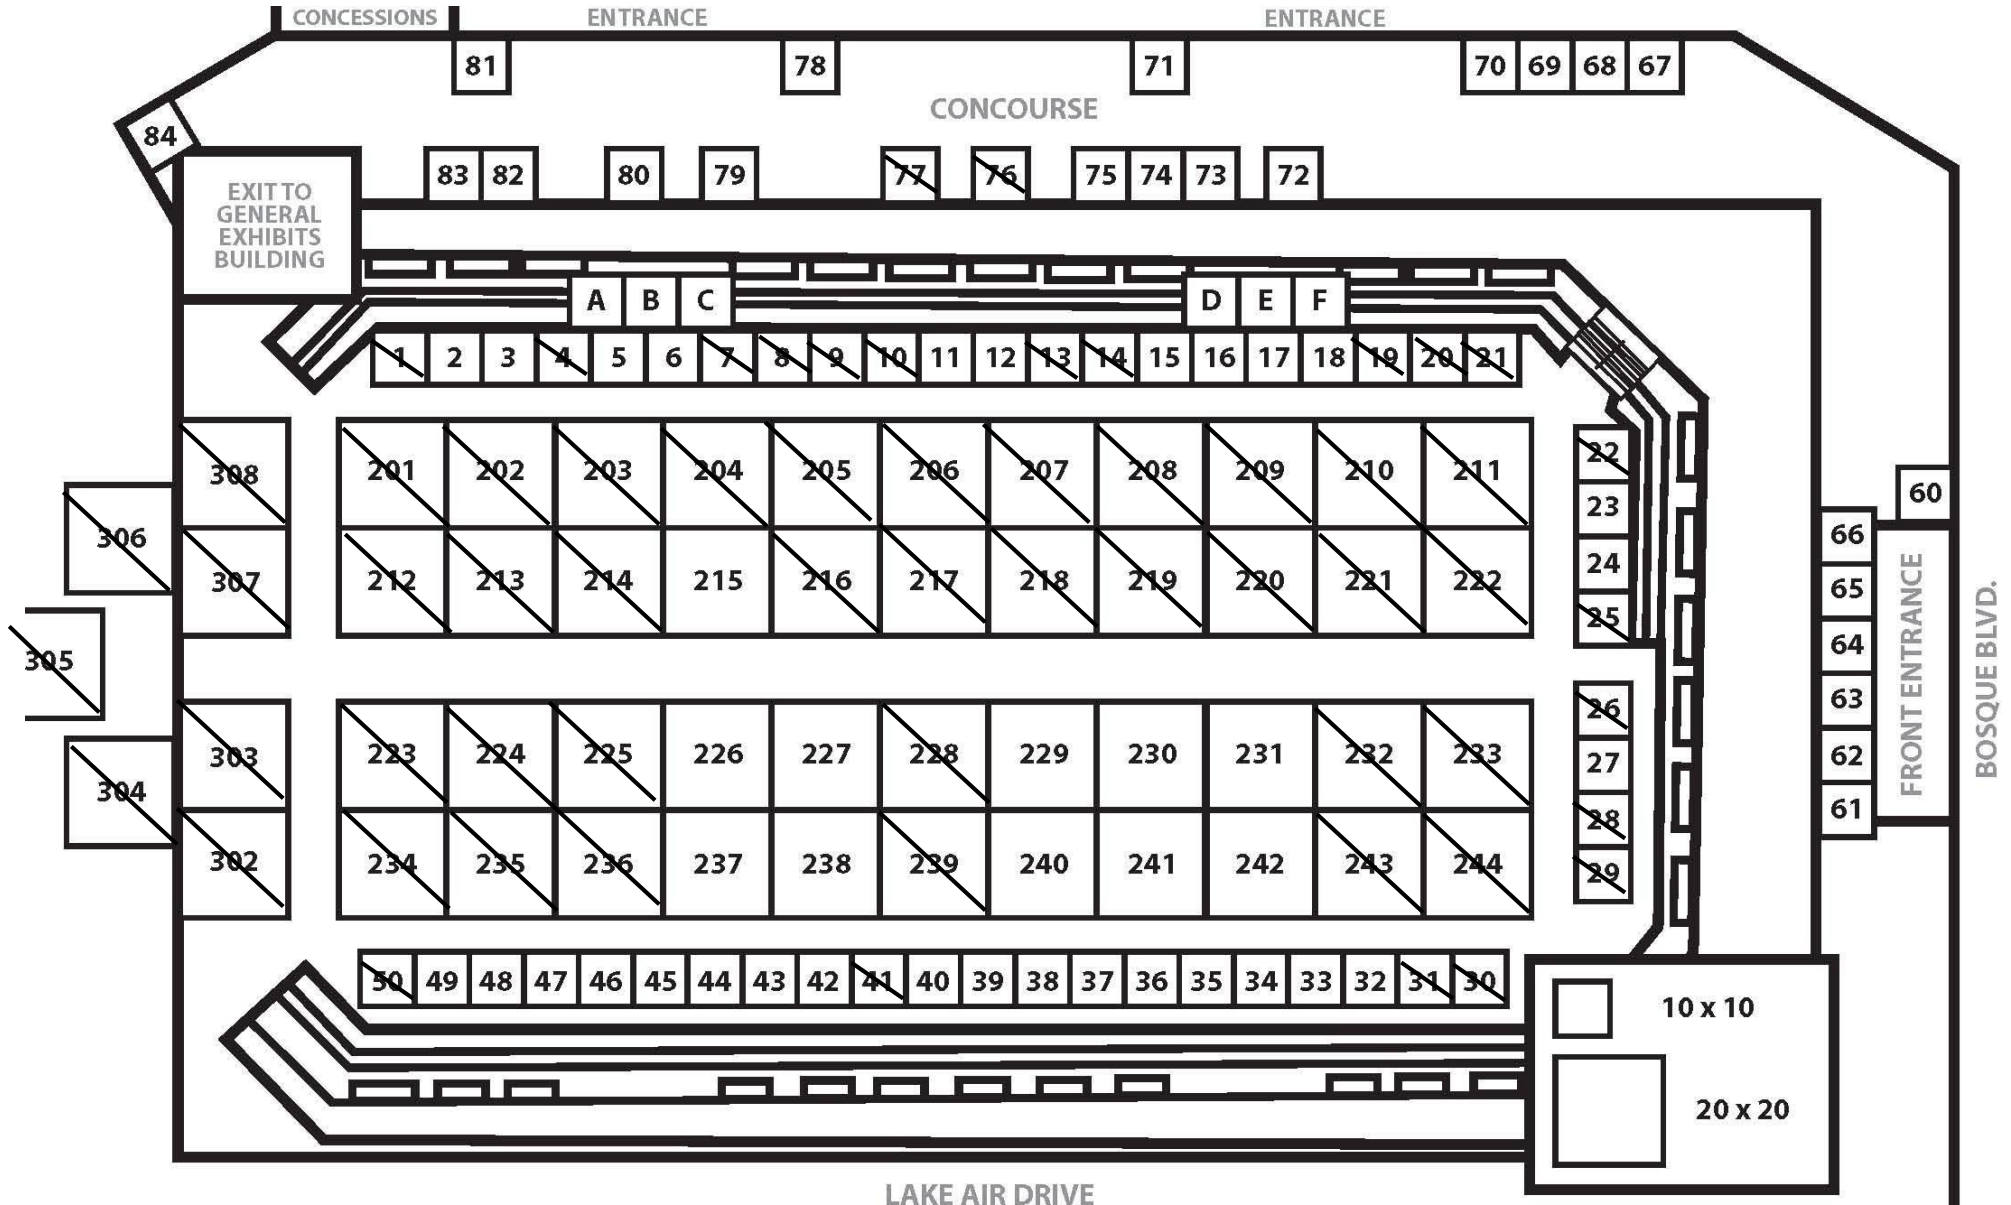 CONCESSIONS ENTRANCE ENTRANCE
81 78 71 70 69 68 67
CONCOURSE
84
83 82 80 79 77 76 75 74 73 72
EXIT TO
GENERAL
EXHIBITS
BUILDING
A B C D E F
1 2 3 4 5 6 7 8 9 10 11 12 13 14 15 16 17 18 19 20 21
308 201 202 203 204 205 206 207 208 209 210 211 22
23
60
306
307 212 213 214 215 216 217 218 219 220 221 222 24
25
66
65
64
63
62
61
FRONT ENTRANCE
BOSQUE BLVD.
305
303 223 224 225 226 227 228 229 230 231 232 233 26
27
304
28
302 234 235 236 237 238 239 240 241 242 243 244 29
50 49 48 47 46 45 44 43 42 41 40 39 38 37 36 35 34 33 32 31 30
10 x 10
20 x 20
LAKE AIR DRIVE